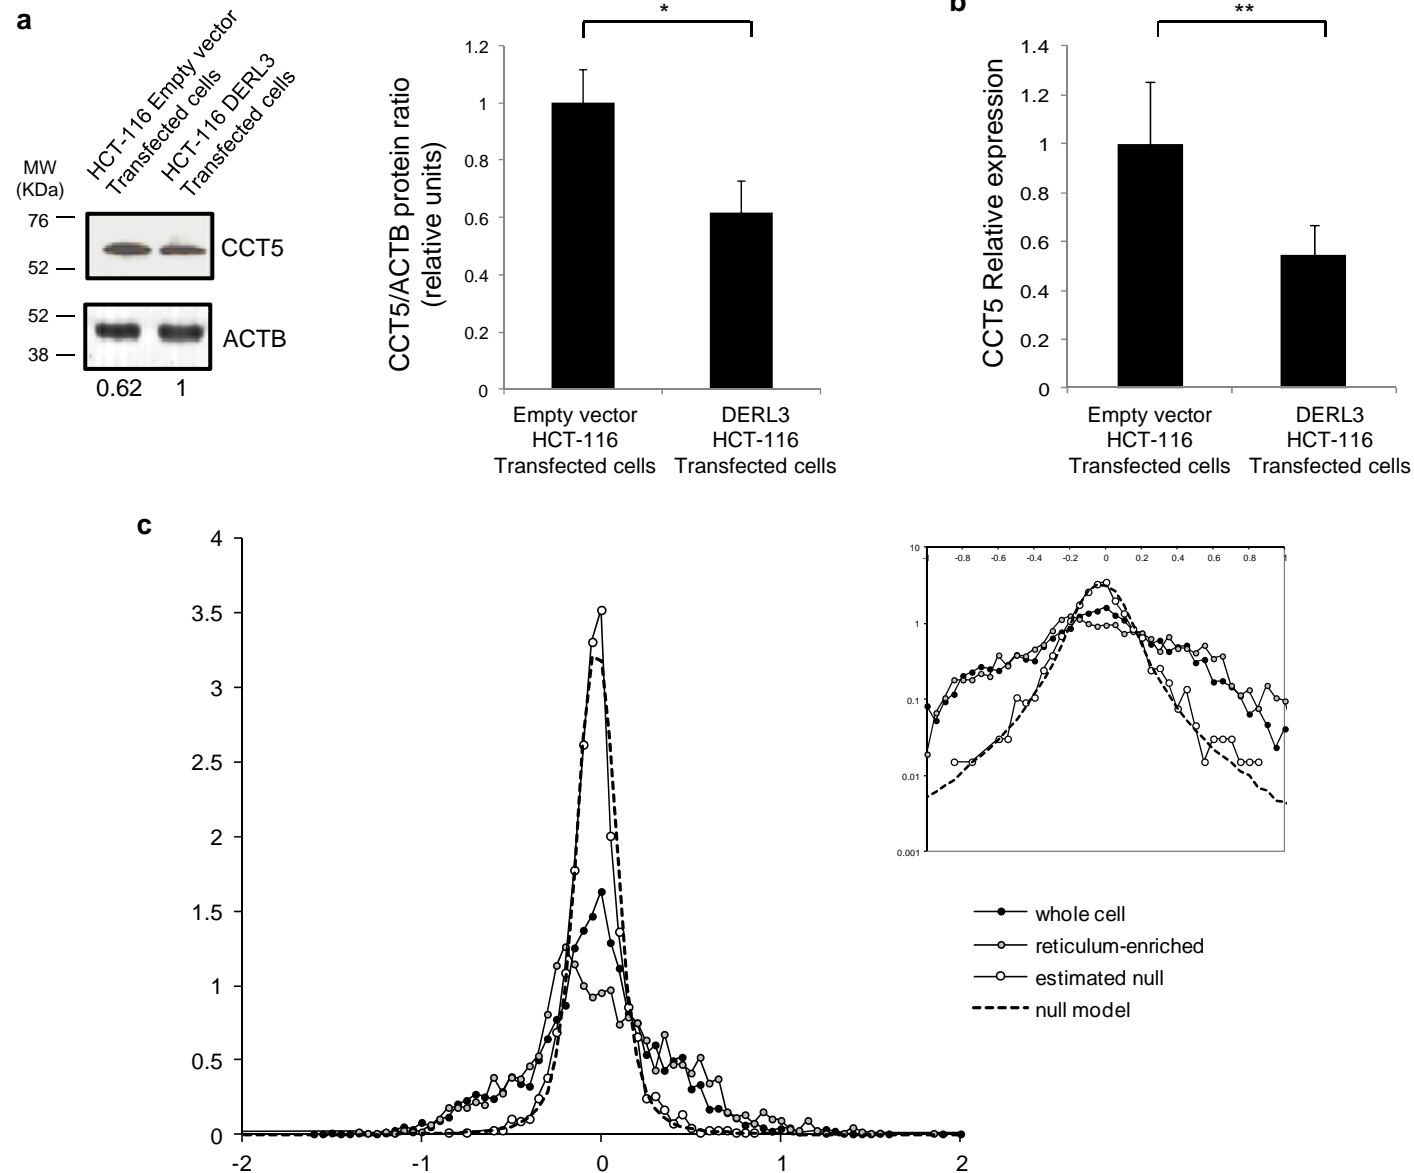 a
HCT-116 Empty vector
Transfected cells
HCT-116 DERL3
Transfected cells
MW
(KDa)
76
52
CCT5
52
38
ACTB
0.62 1
*
CCT5/ACTB protein ratio
(relative units)
1.2
1
0.8
0.6
0.4
0.2
0
Empty vector
HCT-116
Transfected cells
DERL3
HCT-116
Transfected cells
b
**
CCT5 Relative expression
1.4
1.2
1
0.8
0.6
0.4
0.2
0
Empty vector
HCT-116
Transfected cells
DERL3
HCT-116
Transfected cells
c
4
3.5
3
2.5
2
1.5
1
0.5
0
-2 -1 0 1 2
10
1
0.1
0.01
0.001
-0.8 -0.6 -0.4 -0.2 0 0.2 0.4 0.6 0.8 1
whole cell
reticulum-enriched
estimated null
null model